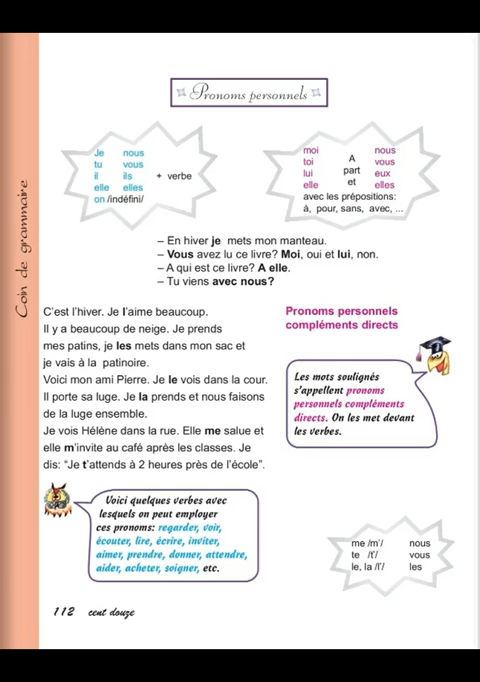 Pronoms personnels
Coin de grammaire
Je nous
tu vous
il ils + verbe
elle elles
on /indéfini/
moi nous
toi A vous
lui part eux
elle et elles
avec les prépositions:
à, pour, sans, avec, ...
– En hiver je mets mon manteau.
– Vous avez lu ce livre? Moi, oui et lui, non.
– A qui est ce livre? A elle.
– Tu viens avec nous?
C'est l'hiver. Je l'aime beaucoup.
Il y a beaucoup de neige. Je prends
mes patins, je les mets dans mon sac et
je vais à la patinoire.
Voici mon ami Pierre. Je le vois dans la cour.
Il porte sa luge. Je la prends et nous faisons
de la luge ensemble.
Je vois Hélène dans la rue. Elle me salue et
elle m'invite au café après les classes. Je
dis: "Je t'attends à 2 heures près de l'école".
Pronoms personnels
compléments directs
Les mots soulignés
s'appellent pronoms
personnels compléments
directs. On les met devant
les verbes.
Voici quelques verbes avec
lesquels on peut employer
ces pronoms: regarder, voir,
écouter, lire, écrire, inviter,
aimer, prendre, donner, attendre,
aider, acheter, soigner, etc.
me /m'/ nous
te /t'/ vous
le, la /l'/ les
112 cent douze